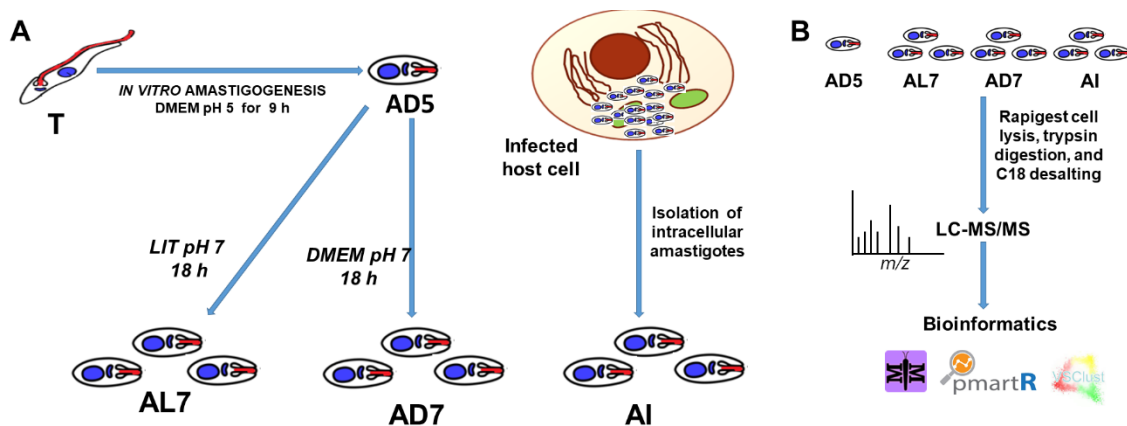 A
T
IN VITRO AMASTIGOGENESIS
DMEM pH 5 for 9 h
AD5
Infected
host cell
LIT pH 7
18 h
DMEM pH 7
18 h
Isolation of
intracellular
amastigotes
AL7
AD7
AI
B
AD5 AL7 AD7 AI
Rapigest cell
lysis, trypsin
digestion, and
C18 desalting
LC-MS/MS
m/z
Bioinformatics
M M
pmartR
VSClust